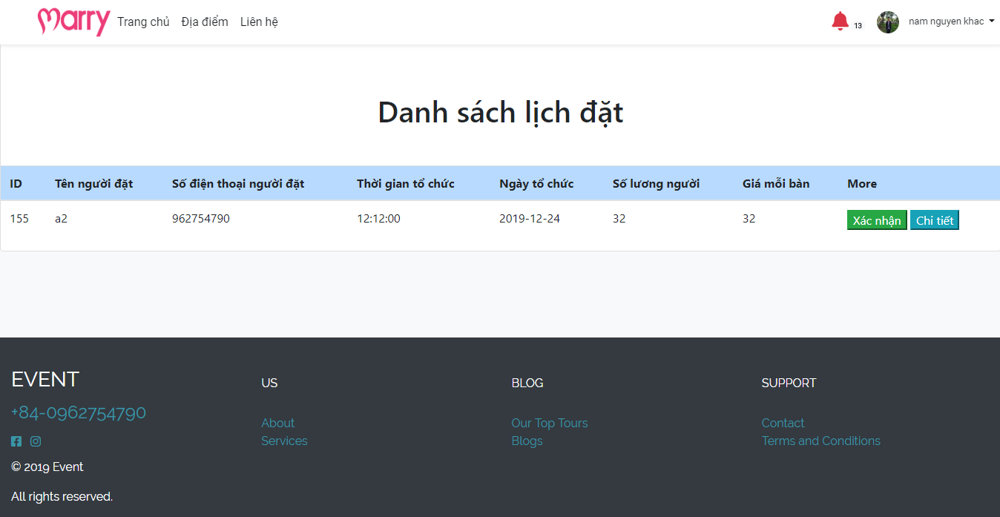 Marry Trang chủ Địa điểm Liên hệ 13 nam nguyen khac
Danh sách lịch đặt
ID Tên người đặt Số điện thoại người đặt Thời gian tổ chức Ngày tổ chức Số lương người Giá mỗi bàn More
155 a2 962754790 12:12:00 2019-12-24 32 32 Xác nhận Chi tiết
EVENT US BLOG SUPPORT
+84-0962754790 About Our Top Tours Contact
Services Blogs Terms and Conditions
© 2019 Event
All rights reserved.